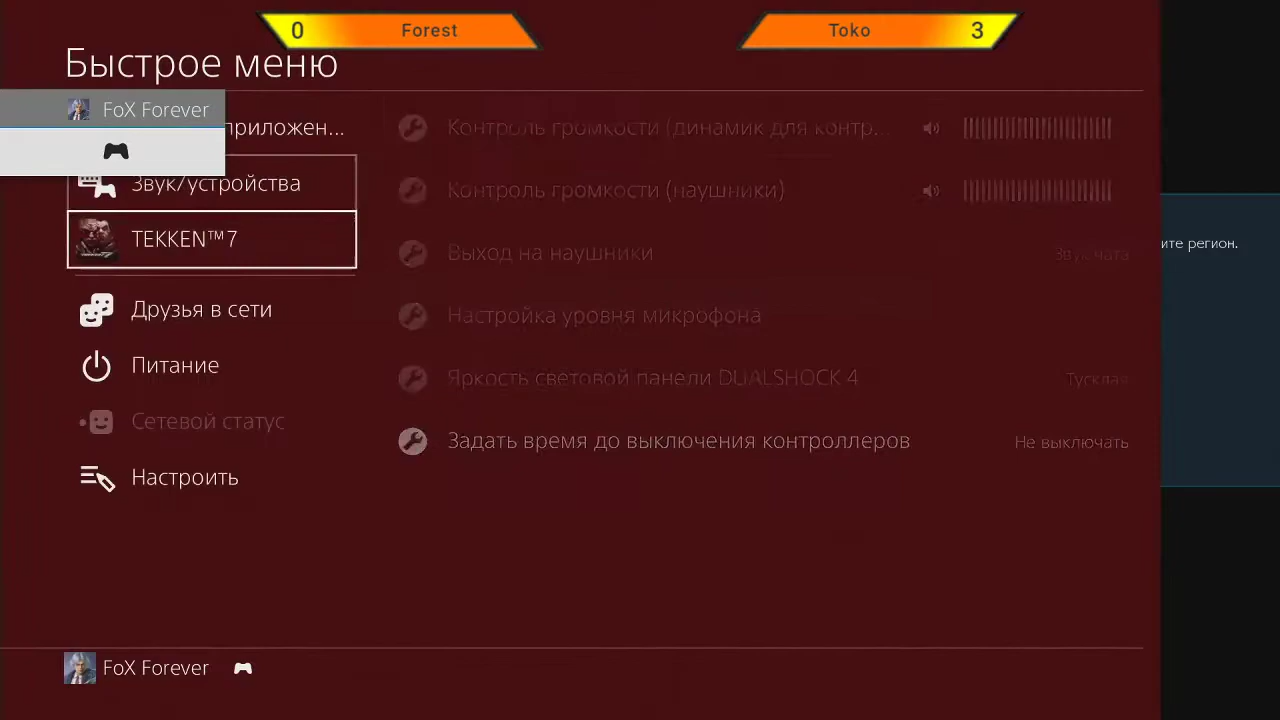 0 Forest
Toko 3
Быстрое меню
FoX Forever
приложен...
Звук/устройства
TEKKEN™7
Друзья в сети
Питание
Сетевой статус
Настроить
Контроль громкости (динамик для контр...
Контроль громкости (наушники)
Выход на наушники Звук чата
Настройка уровня микрофона
Яркость световой панели DUALSHOCK 4 Тусклая
Задать время до выключения контроллеров Не выключать
ите регион.
FoX Forever